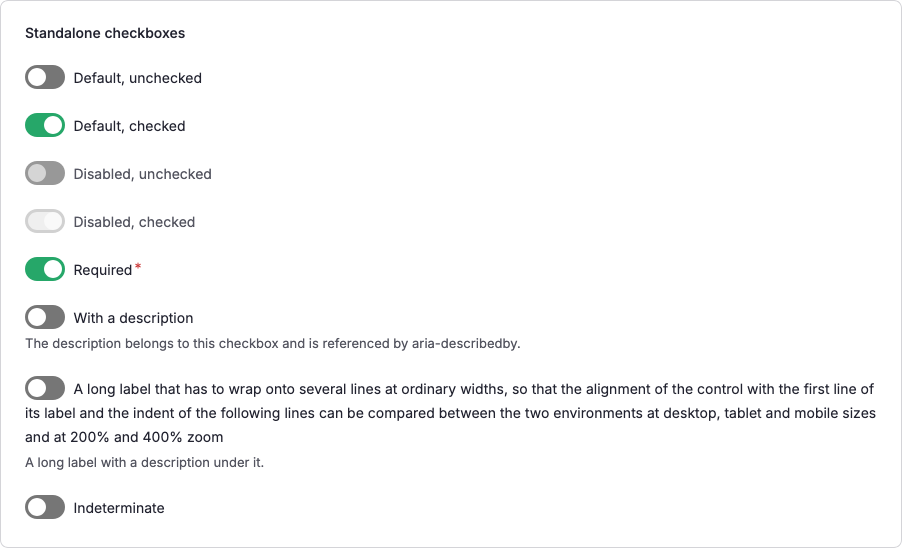 Standalone checkboxes
Default, unchecked
Default, checked
Disabled, unchecked
Disabled, checked
Required*
With a description
The description belongs to this checkbox and is referenced by aria-describedby.
A long label that has to wrap onto several lines at ordinary widths, so that the alignment of the control with the first line of
its label and the indent of the following lines can be compared between the two environments at desktop, tablet and mobile sizes
and at 200% and 400% zoom
A long label with a description under it.
Indeterminate